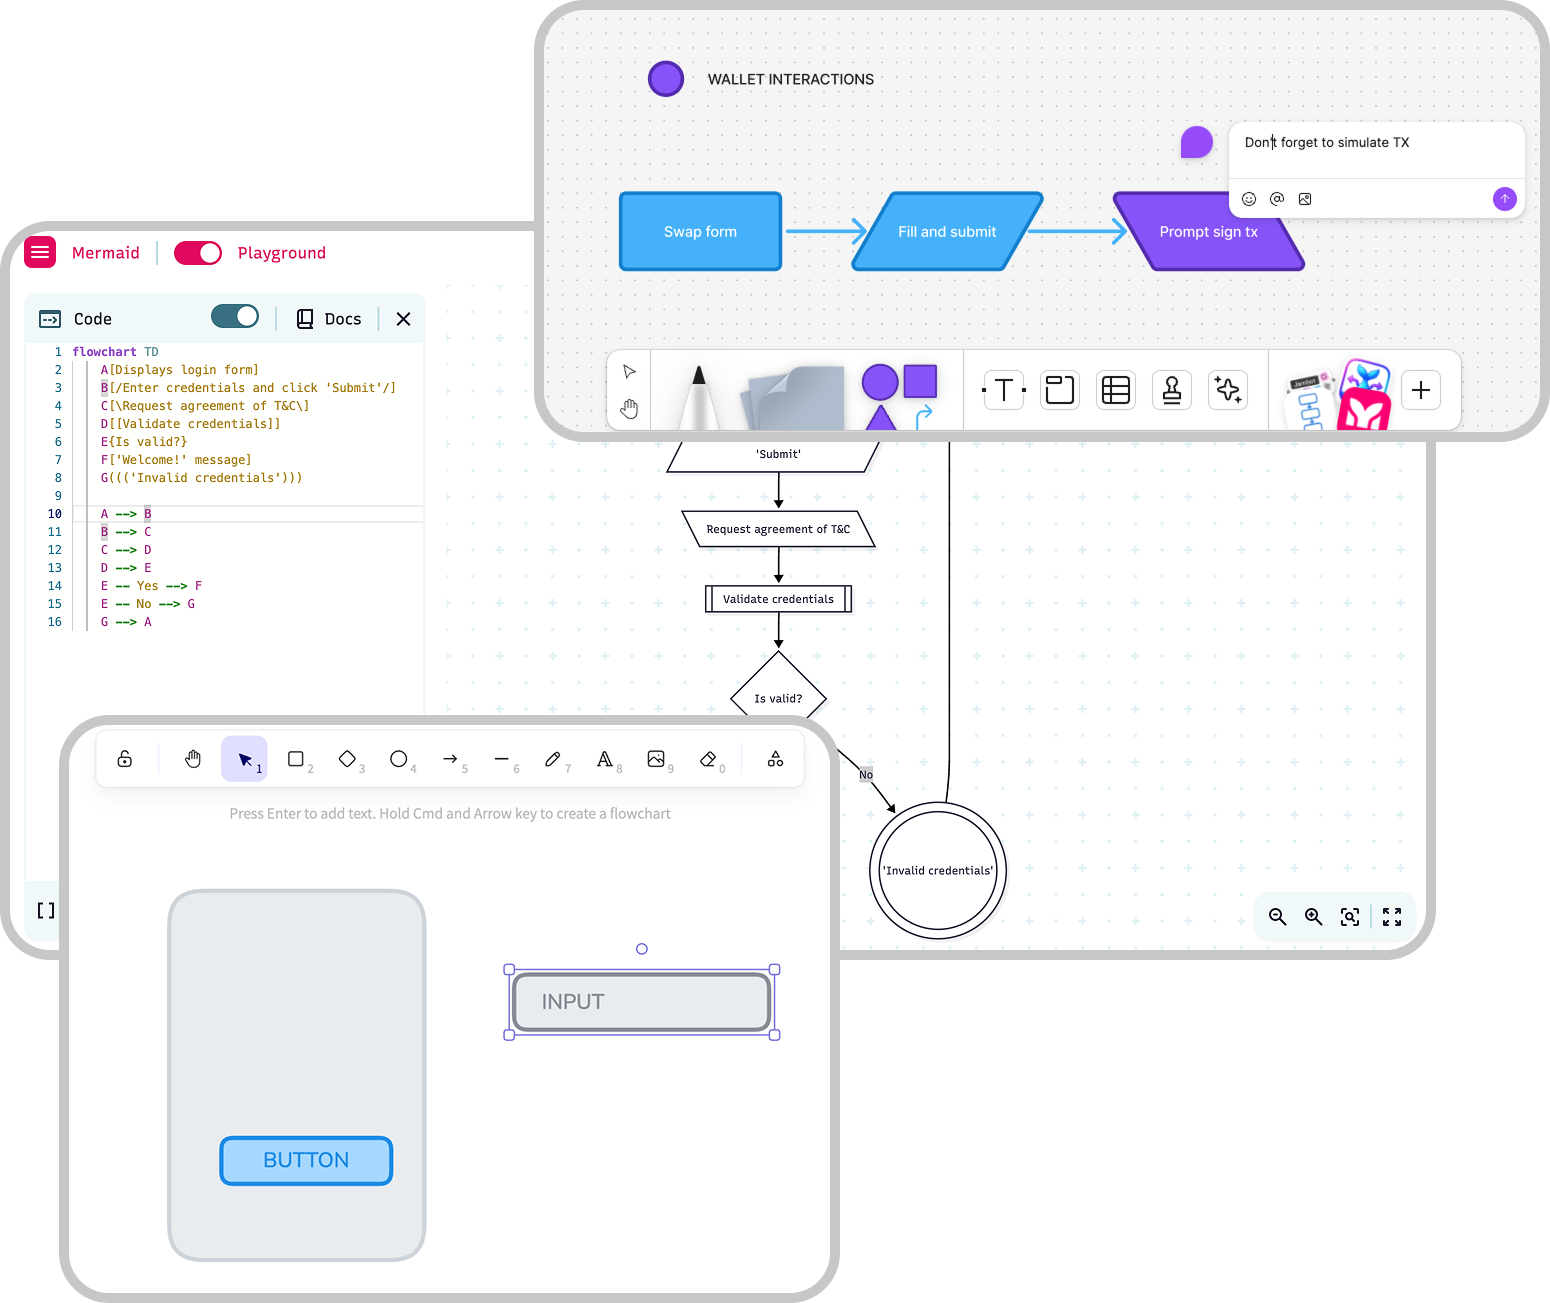 WALLET INTERACTIONS
Don't forget to simulate TX
Swap form
Fill and submit
Prompt sign tx
Jambot
Mermaid
Playground
Code
Docs
1 flowchart TD
2 A[Displays login form]
3 B[/Enter credentials and click 'Submit'/]
4 C[\Request agreement of T&C\]
5 D[[Validate credentials]]
6 E{Is valid?}
7 F['Welcome!' message]
8 G((('Invalid credentials')))
9
10 A --> B
11 B --> C
12 C --> D
13 D --> E
14 E -- Yes --> F
15 E -- No --> G
16 G --> A
'Submit'
Request agreement of T&C
Validate credentials
Is valid?
No
'Invalid credentials'
1 2 3 4 5 6 7 8 9 0
Press Enter to add text. Hold Cmd and Arrow key to create a flowchart
INPUT
BUTTON